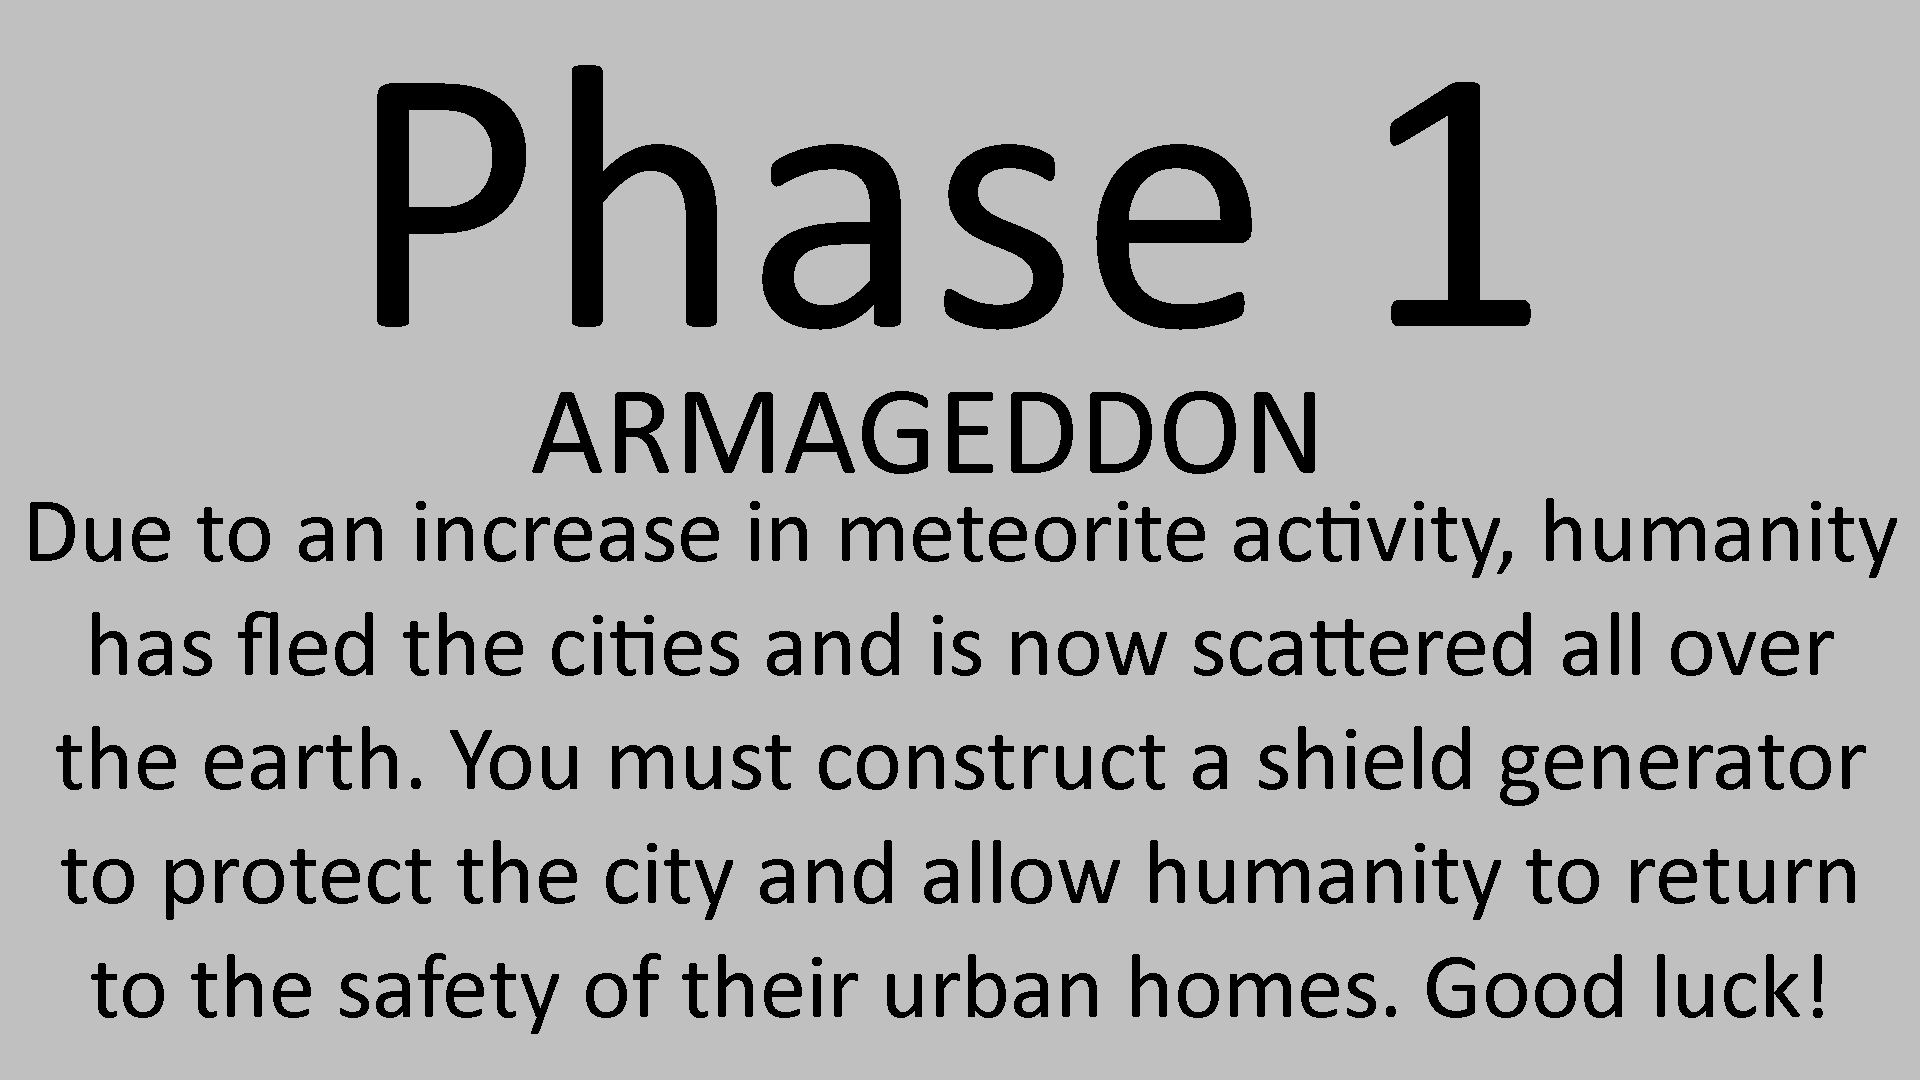 Phase 1
ARMAGEDDON
Due to an increase in meteorite activity, humanity
has fled the cities and is now scattered all over
the earth. You must construct a shield generator
to protect the city and allow humanity to return
to the safety of their urban homes. Good luck!